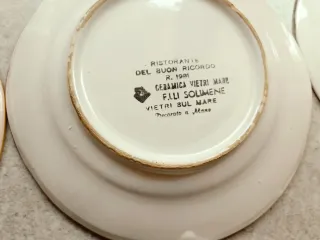 RISTORANTE
DEL BUON RICORDO
R. 1981
CERAMICA VIETRI MARE
F.LLI SOLIMENE
VIETRI SUL MARE
Decorato a Mano